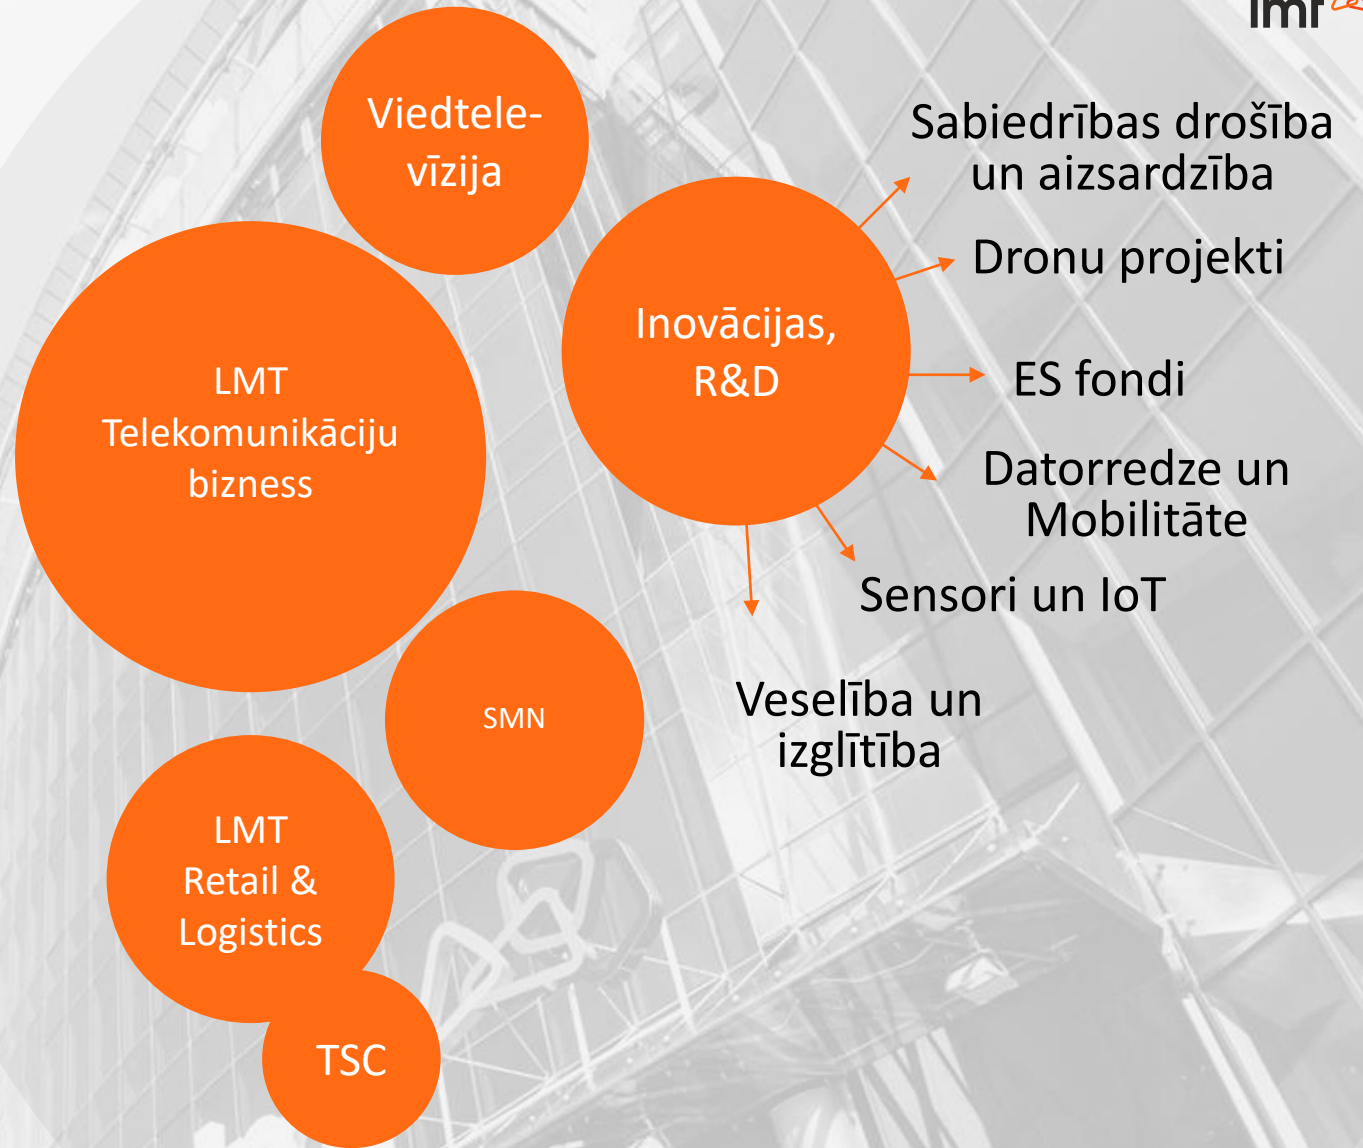 lmt
Viedtele-
vīzija
Sabiedrības drošība
un aizsardzība
Dronu projekti
Inovācijas,
R&D
ES fondi
LMT
Telekomunikāciju
bizness
Datorredze un
Mobilitāte
Sensori un IoT
Veselība un
izglītība
SMN
LMT
Retail &
Logistics
TSC